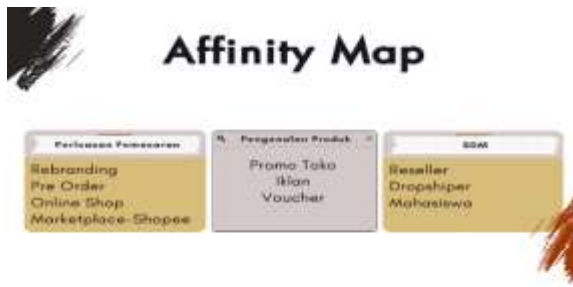 Affinity Map
Perluasan Pemasaran
Rebranding
Pre Order
Online Shop
Marketplace-Shopee
Pengenalan Produk
Promo Toko
Iklan
Voucher
SDM
Reseller
Dropshiper
Mahasiswa